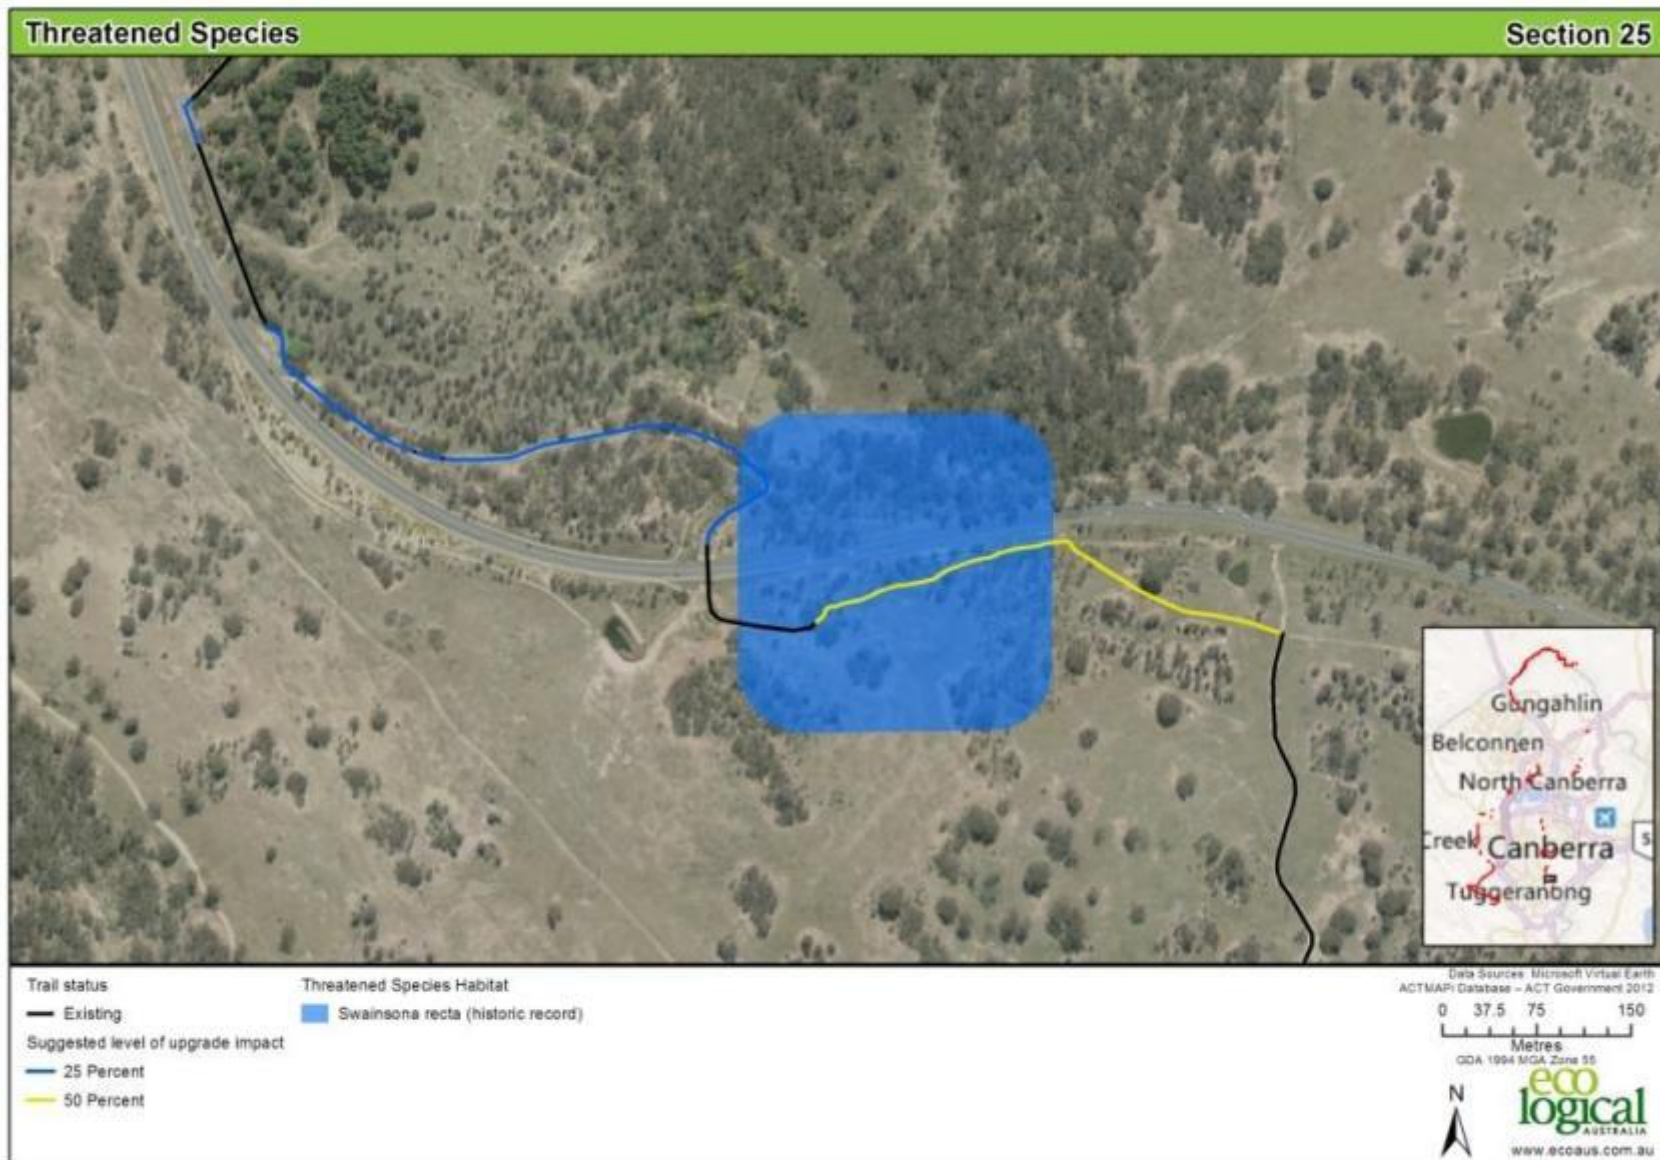 Threatened Species
Section 25
Gungahlin
Belconnen
North Canberra
Creek
Canberra
5
Tuggeranong
Trail status
Existing
Suggested level of upgrade impact
25 Percent
50 Percent
Threatened Species Habitat
Swainsona recta (historic record)
Data Sources: Microsoft Virtual Earth
ACTMAPi Database – ACT Government 2012
0 37.5 75 150
Metres
GDA 1994 MGA Zone 55
N
eco
logical
AUSTRALIA
www.ecoaus.com.au